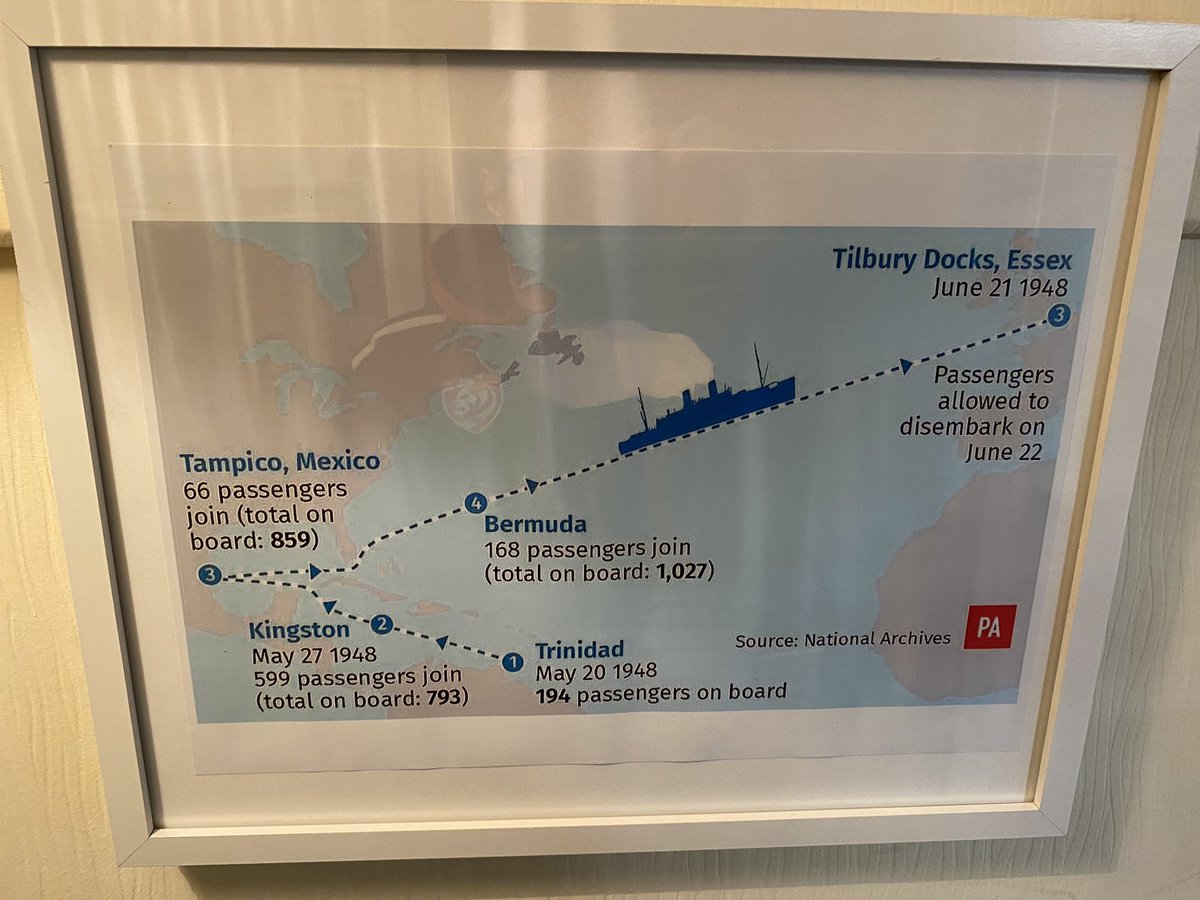 Tilbury Docks, Essex
June 21 1948
3
Passengers
allowed to
disembark on
June 22
Tampico, Mexico
66 passengers
join (total on
board: 859)
3
4
Bermuda
168 passengers join
(total on board: 1,027)
Kingston
2
May 27 1948
599 passengers join
(total on board: 793)
1
Trinidad
May 20 1948
194 passengers on board
Source: National Archives
PA